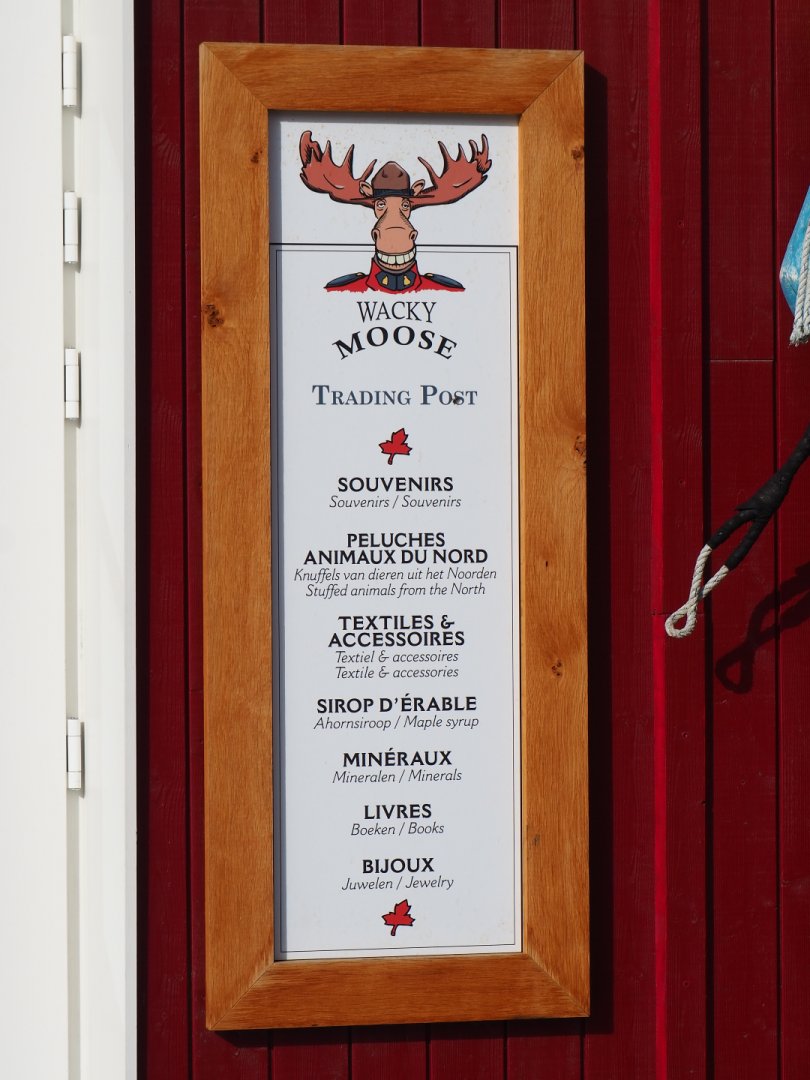 WACKY
MOOSE
TRADING POST
SOUVENIRS
Souvenirs / Souvenirs
PELUCHES
ANIMAUX DU NORD
Knuffels van dieren uit het Noorden
Stuffed animals from the North
TEXTILES &
ACCESSOIRES
Textiel & accessoires
Textile & accessories
SIROP D'ÉRABLE
Ahornsiroop / Maple syrup
MINÉRAUX
Mineralen / Minerals
LIVRES
Boeken / Books
BIJOUX
Juwelen / Jewelry